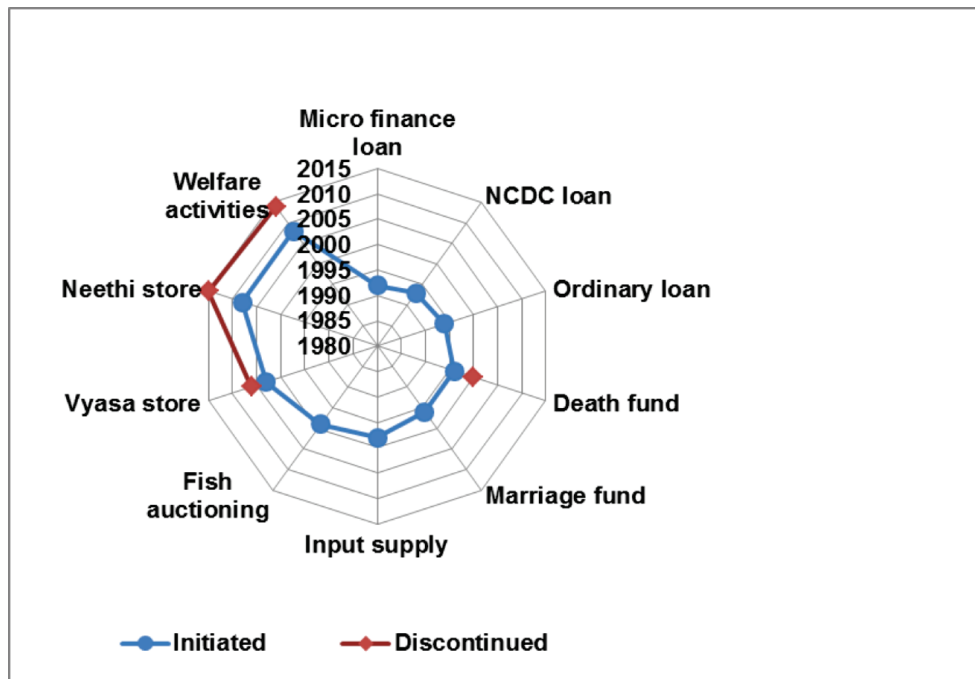 Micro finance
loan
NCDC loan
Ordinary loan
Death fund
Marriage fund
Input supply
Fish
auctioning
Vyasa store
Neethi store
Welfare
activities
2015
2010
2005
2000
1995
1990
1985
1980
Initiated
Discontinued